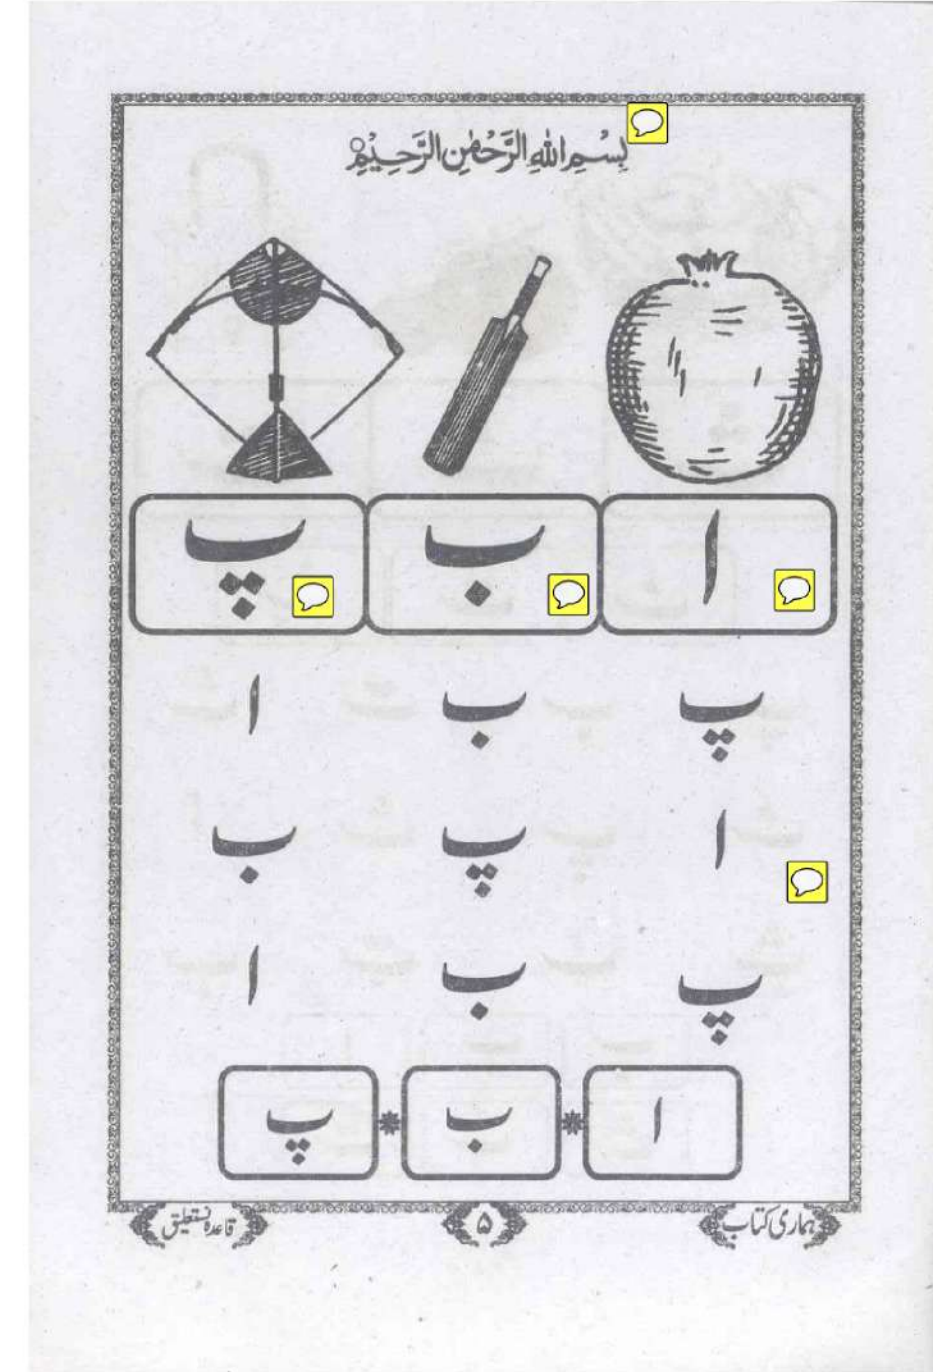 بِسْمِ اللّٰهِ الرَّحْمٰنِ الرَّحِيْمِ
ا ب پ
پ ب ا
ا پ ب
پ ب ا
ا ب پ
ہماری کتاب ۵ قاعدہ نستعلیق